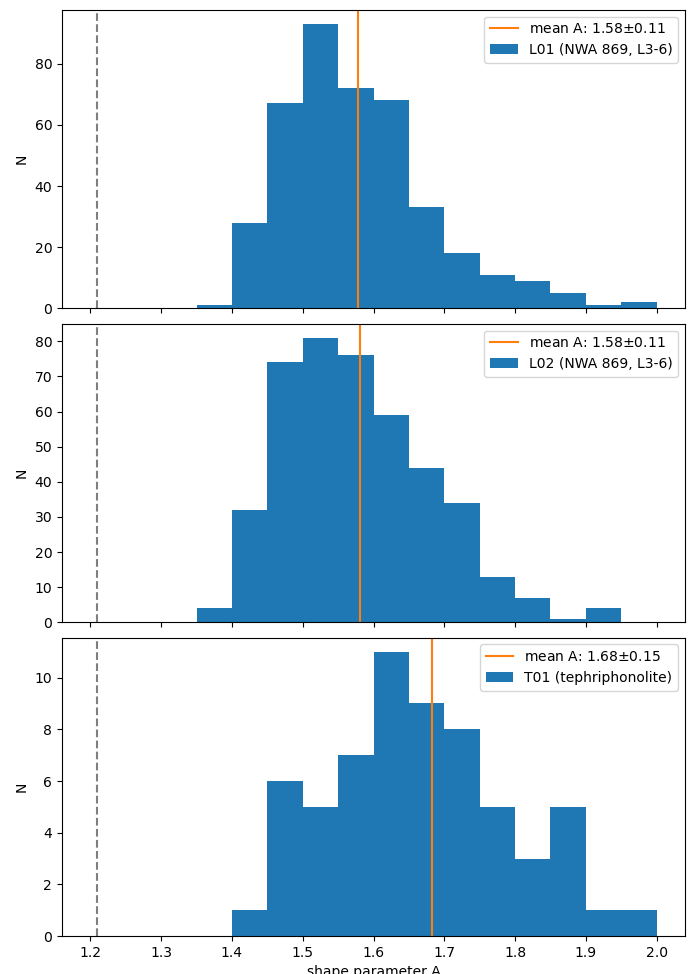 mean A: 1.58±0.11
L01 (NWA 869, L3-6)
80
60
40
20
0
N
mean A: 1.58±0.11
L02 (NWA 869, L3-6)
80
70
60
50
40
30
20
10
0
N
mean A: 1.68±0.15
T01 (tephriphonolite)
10
8
6
4
2
0
N
1.2 1.3 1.4 1.5 1.6 1.7 1.8 1.9 2.0
shape parameter A